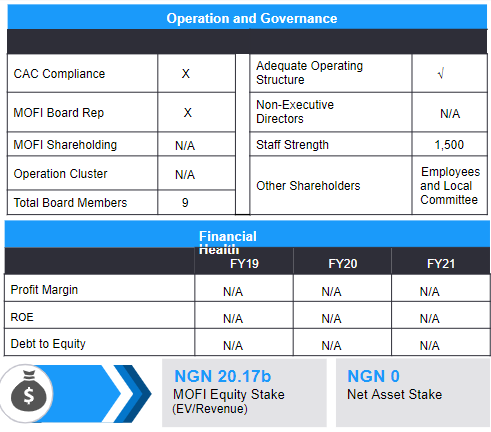 Operation and Governance
CAC Compliance X Adequate Operating
Structure √
MOFI Board Rep X Non-Executive
Directors N/A
MOFI Shareholding N/A Staff Strength 1,500
Operation Cluster N/A Other Shareholders Employees
and Local
Committee
Total Board Members 9
Financial
Health
FY19 FY20 FY21
Profit Margin N/A N/A N/A
ROE N/A N/A N/A
Debt to Equity N/A N/A N/A
$
NGN 20.17b
MOFI Equity Stake
(EV/Revenue)
NGN 0
Net Asset Stake